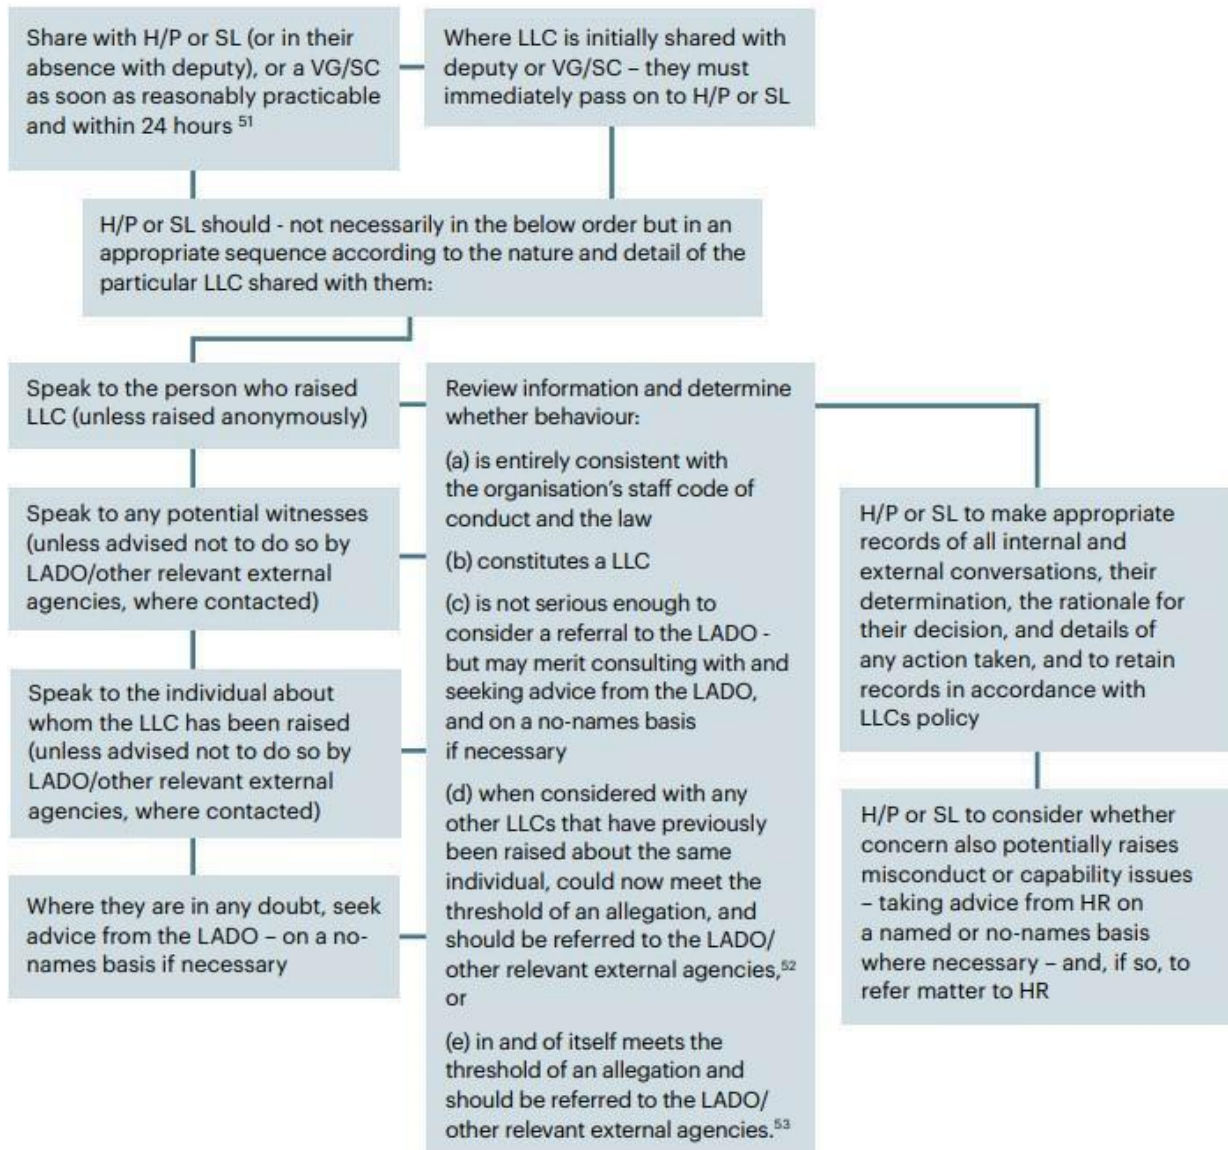 Share with H/P or SL (or in their
absence with deputy), or a VG/SC
as soon as reasonably practicable
and within 24 hours 51
Where LLC is initially shared with
deputy or VG/SC – they must
immediately pass on to H/P or SL
H/P or SL should - not necessarily in the below order but in an
appropriate sequence according to the nature and detail of the
particular LLC shared with them:
Speak to the person who raised
LLC (unless raised anonymously)
Speak to any potential witnesses
(unless advised not to do so by
LADO/other relevant external
agencies, where contacted)
Speak to the individual about
whom the LLC has been raised
(unless advised not to do so by
LADO/other relevant external
agencies, where contacted)
Where they are in any doubt, seek
advice from the LADO – on a no-
names basis if necessary
Review information and determine
whether behaviour:
(a) is entirely consistent with
the organisation’s staff code of
conduct and the law
(b) constitutes a LLC
(c) is not serious enough to
consider a referral to the LADO -
but may merit consulting with and
seeking advice from the LADO,
and on a no-names basis
if necessary
(d) when considered with any
other LLCs that have previously
been raised about the same
individual, could now meet the
threshold of an allegation, and
should be referred to the LADO/
other relevant external agencies,52
or
(e) in and of itself meets the
threshold of an allegation and
should be referred to the LADO/
other relevant external agencies.53
H/P or SL to make appropriate
records of all internal and
external conversations, their
determination, the rationale for
their decision, and details of
any action taken, and to retain
records in accordance with
LLCs policy
H/P or SL to consider whether
concern also potentially raises
misconduct or capability issues
– taking advice from HR on
a named or no-names basis
where necessary – and, if so, to
refer matter to HR